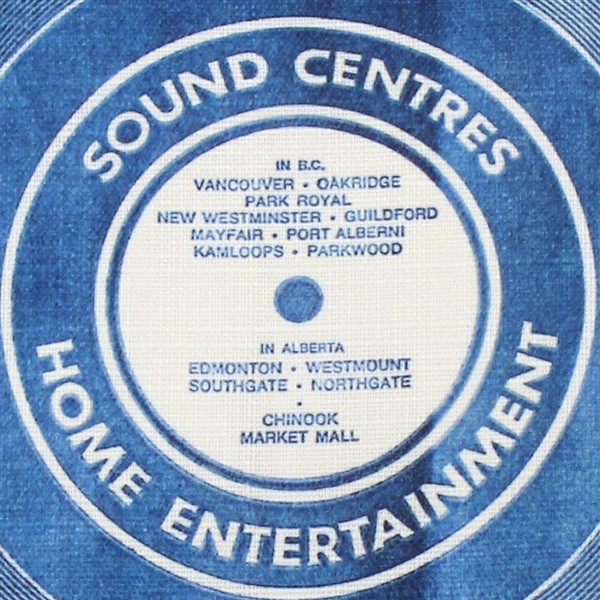 SOUND CENTRES
IN B.C.
VANCOUVER • OAKRIDGE
PARK ROYAL
NEW WESTMINSTER • GUILDFORD
MAYFAIR • PORT ALBERNI
KAMLOOPS • PARKWOOD
IN ALBERTA
EDMONTON • WESTMOUNT
SOUTHGATE • NORTHGATE
•
CHINOOK
MARKET MALL
HOME ENTERTAINMENT